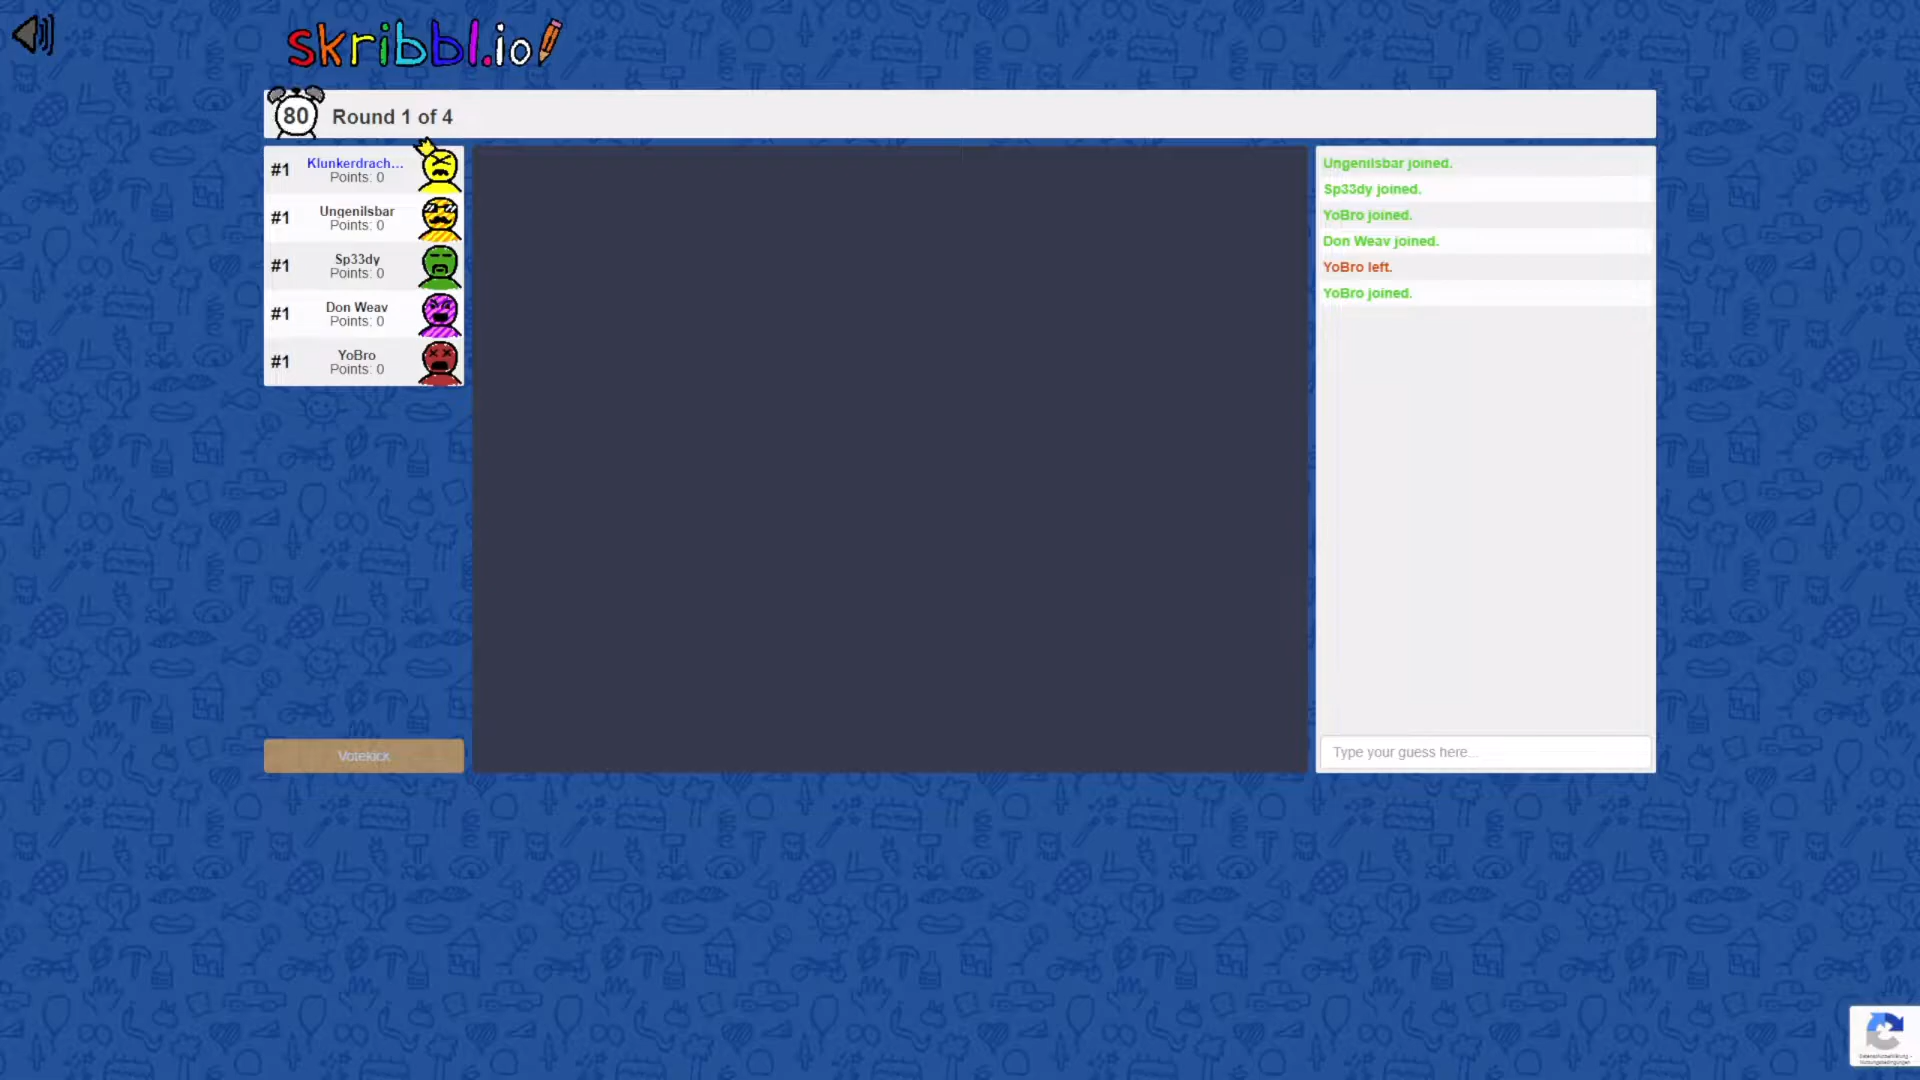 skribbl.io
80
Round 1 of 4
#1
Klunkerdrach...
Points: 0
#1
Ungenilsbar
Points: 0
#1
Sp33dy
Points: 0
#1
Don Weav
Points: 0
#1
YoBro
Points: 0
Votekick
Ungenilsbar joined.
Sp33dy joined.
YoBro joined.
Don Weav joined.
YoBro left.
YoBro joined.
Type your guess here...
Datenschutzerklärung -
Nutzungsbedingungen